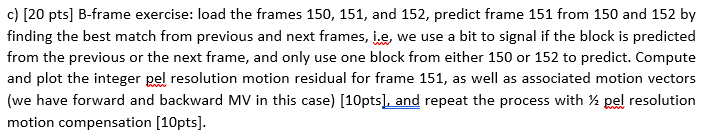 c) [20 pts] B-frame exercise: load the frames 150, 151, and 152, predict frame 151 from 150 and 152 by
finding the best match from previous and next frames, i.e, we use a bit to signal if the block is predicted
from the previous or the next frame, and only use one block from either 150 or 152 to predict. Compute
and plot the integer pel resolution motion residual for frame 151, as well as associated motion vectors
(we have forward and backward MV in this case) [10pts], and repeat the process with ½ pel resolution
motion compensation [10pts].